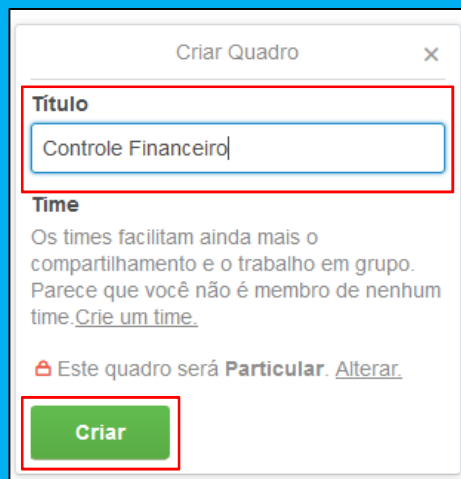 Criar Quadro ×
Título
Controle Financeiro
Time
Os times facilitam ainda mais o
compartilhamento e o trabalho em grupo.
Parece que você não é membro de nenhum
time.Crie um time.
Este quadro será Particular. Alterar.
Criar